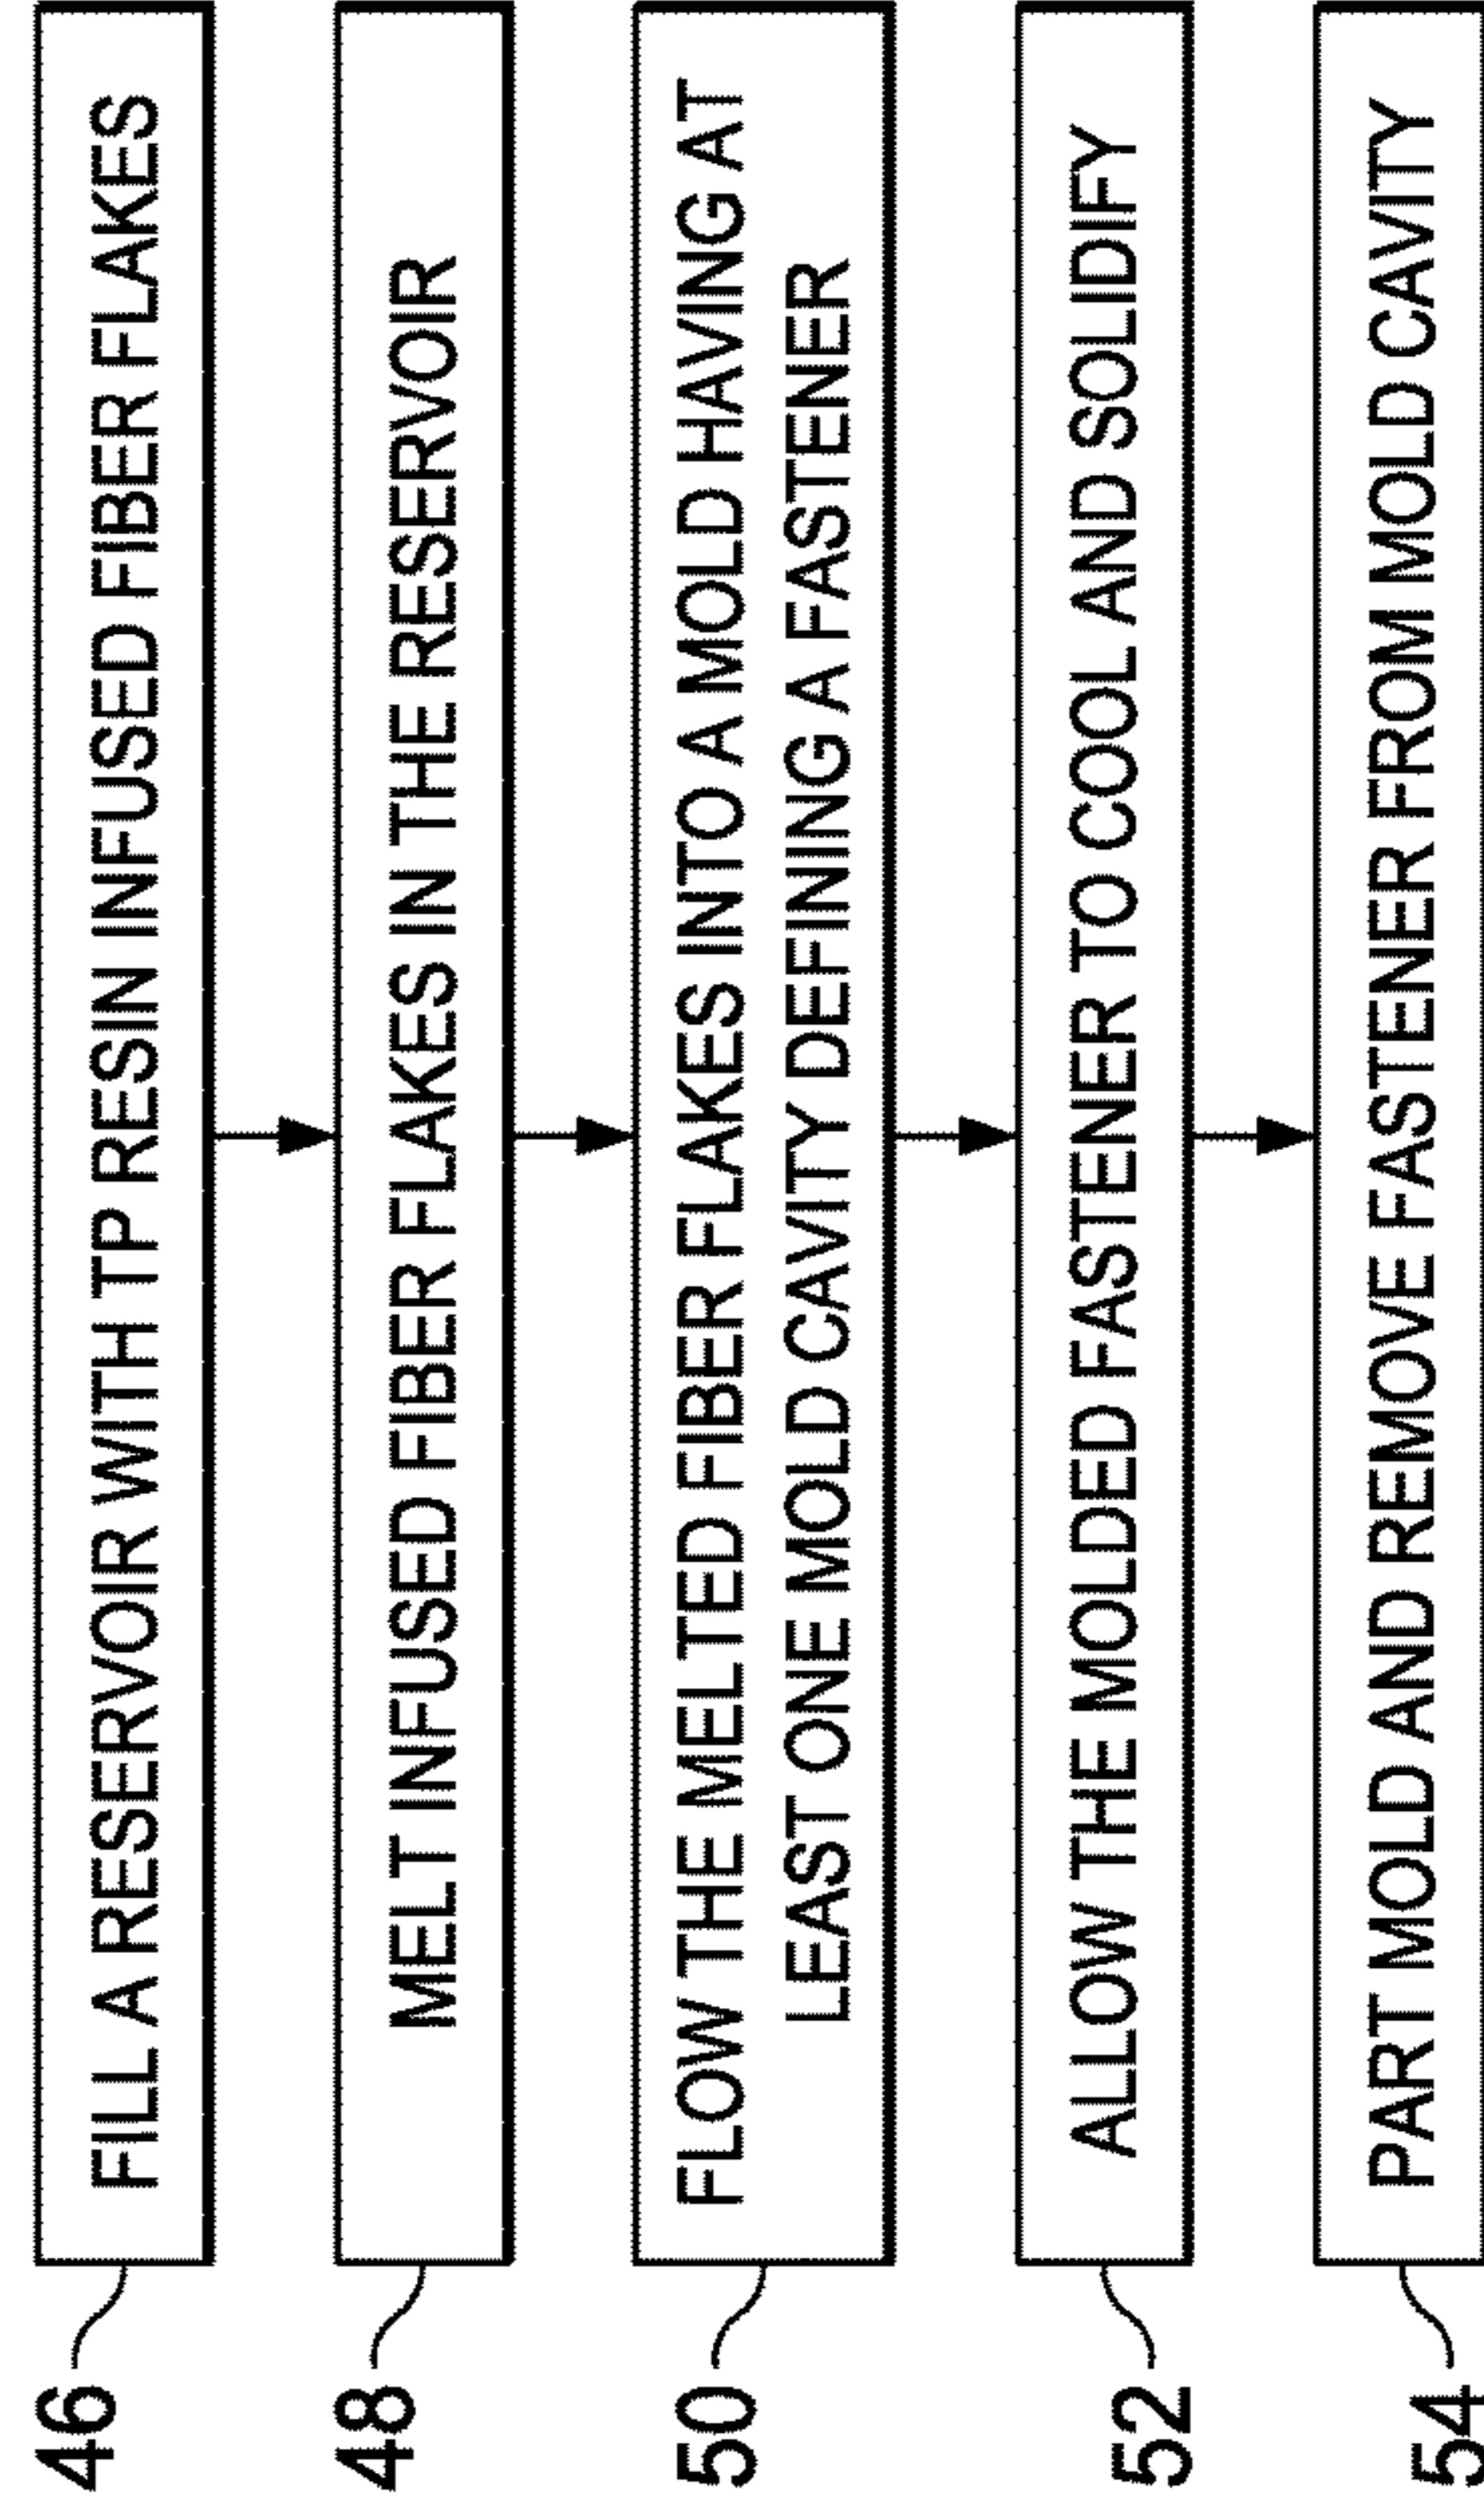 46
FILL A RESERVOIR WITH TP RESIN INFUSED FIBER FLAKES
48
MELT INFUSED FIBER FLAKES IN THE RESERVOIR
50
FLOW THE MELTED FIBER FLAKES INTO A MOLD HAVING AT
LEAST ONE MOLD CAVITY DEFINING A FASTENER
52
ALLOW THE MOLDED FASTENER TO COOL AND SOLIDIFY
54
PART MOLD AND REMOVE FASTENER FROM MOLD CAVITY